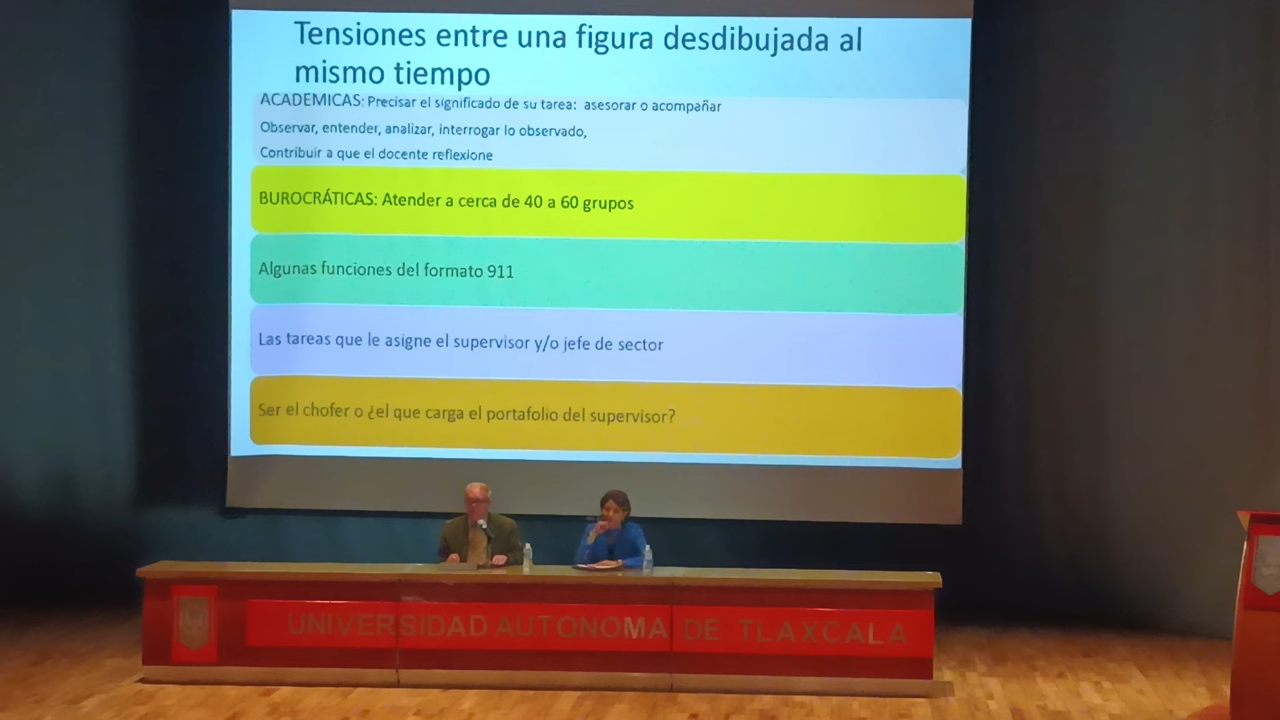 Tensiones entre una figura desdibujada al
mismo tiempo
ACADEMICAS: Precisar el significado de su tarea: asesorar o acompañar
Observar, entender, analizar, interrogar lo observado,
Contribuir a que el docente reflexione
BUROCRÁTICAS: Atender a cerca de 40 a 60 grupos
Algunas funciones del formato 911
Las tareas que le asigne el supervisor y/o jefe de sector
Ser el chofer o ¿el que carga el portafolio del supervisor?
UNIVERSIDAD AUTONOMA DE TLAXCALA